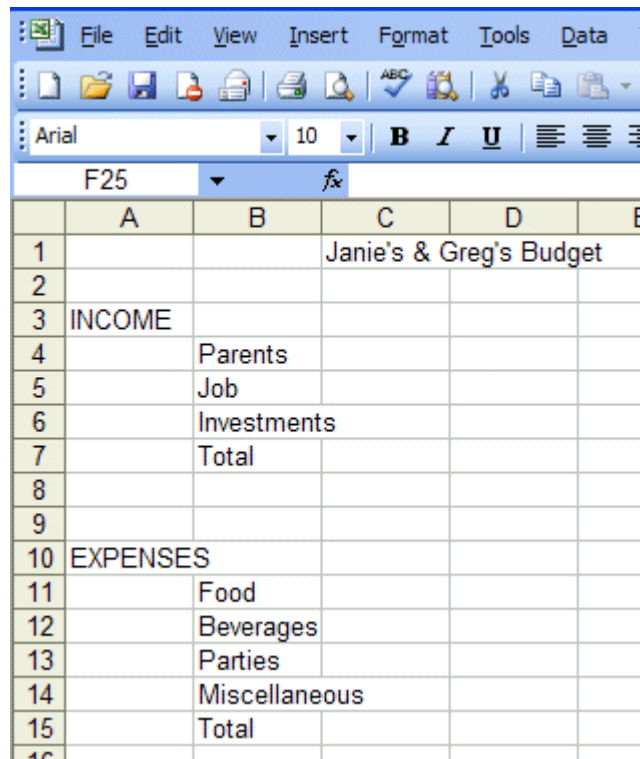 File Edit View Insert Format Tools Data
ABC
Arial 10 B I U
F25 fx
A B C D
1 Janie's & Greg's Budget
2
3 INCOME
4 Parents
5 Job
6 Investments
7 Total
8
9
10 EXPENSES
11 Food
12 Beverages
13 Parties
14 Miscellaneous
15 Total